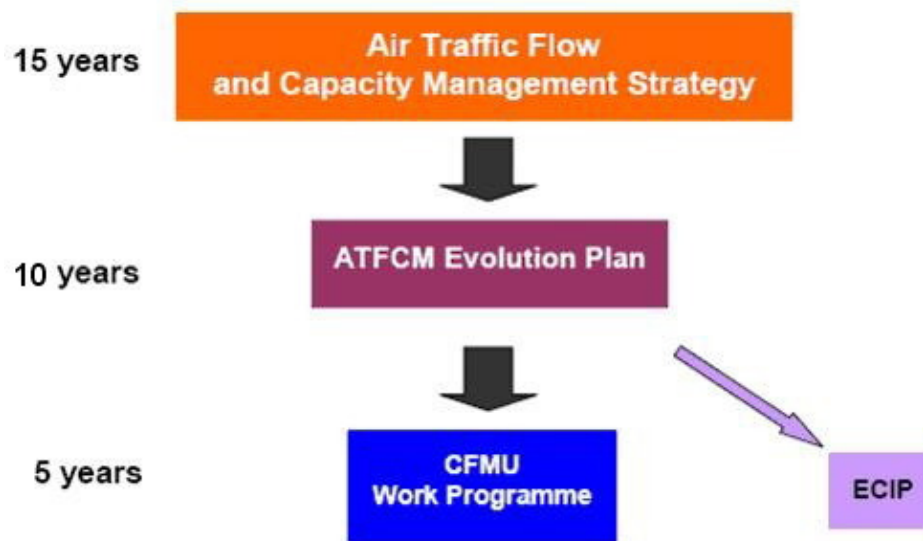 15 years
Air Traffic Flow
and Capacity Management Strategy
10 years
ATFCM Evolution Plan
5 years
CFMU
Work Programme
ECIP